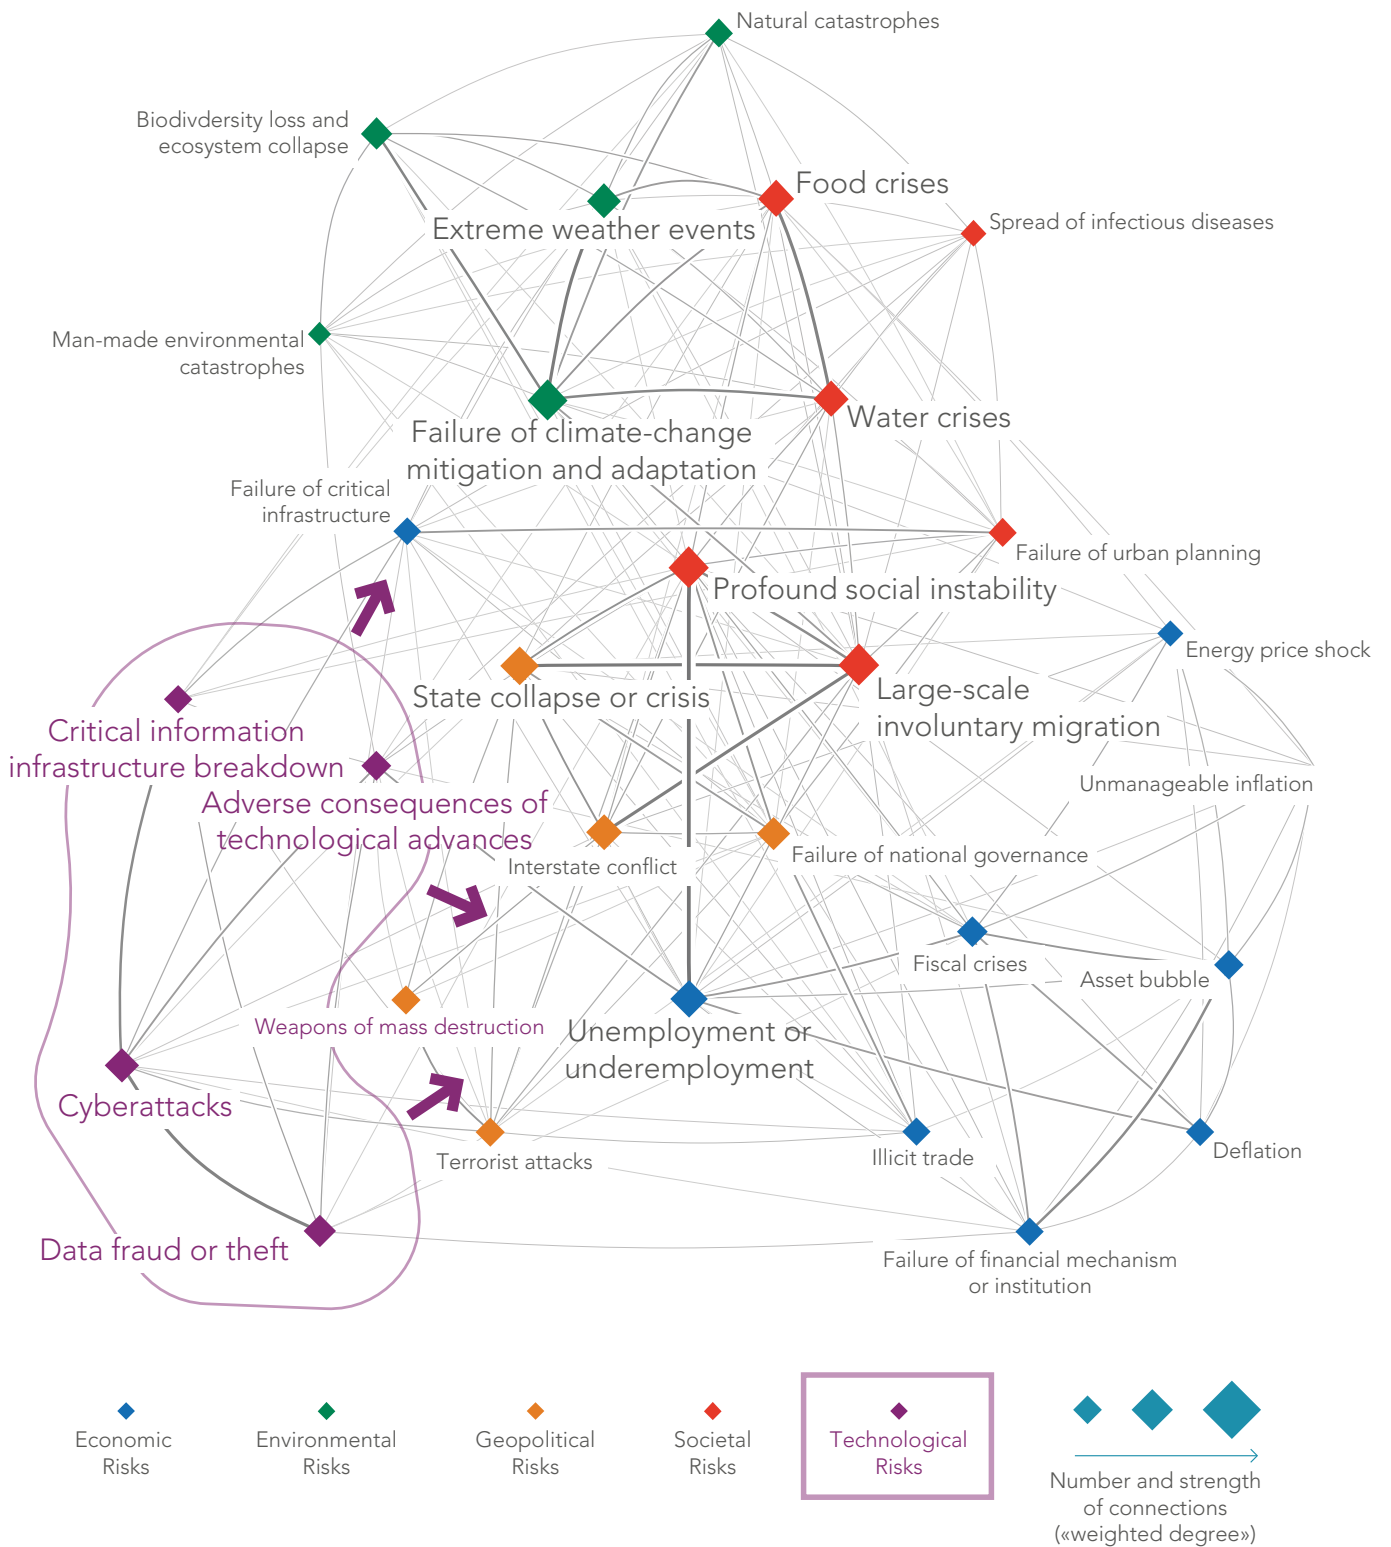 Natural catastrophes
Biodivdersity loss and
ecosystem collapse
Food crises
Extreme weather events
Spread of infectious diseases
Man-made environmental
catastrophes
Water crises
Failure of climate-change
mitigation and adaptation
Failure of critical
infrastructure
Failure of urban planning
Profound social instability
Energy price shock
State collapse or crisis
Large-scale
involuntary migration
Critical information
infrastructure breakdown
Unmanageable inflation
Adverse consequences of
technological advances
Interstate conflict
Failure of national governance
Fiscal crises
Asset bubble
Weapons of mass destruction
Unemployment or
underemployment
Cyberattacks
Terrorist attacks
Illicit trade
Deflation
Data fraud or theft
Failure of financial mechanism
or institution
Economic
Risks
Environmental
Risks
Geopolitical
Risks
Societal
Risks
Technological
Risks
Number and strength
of connections
(«weighted degree»)